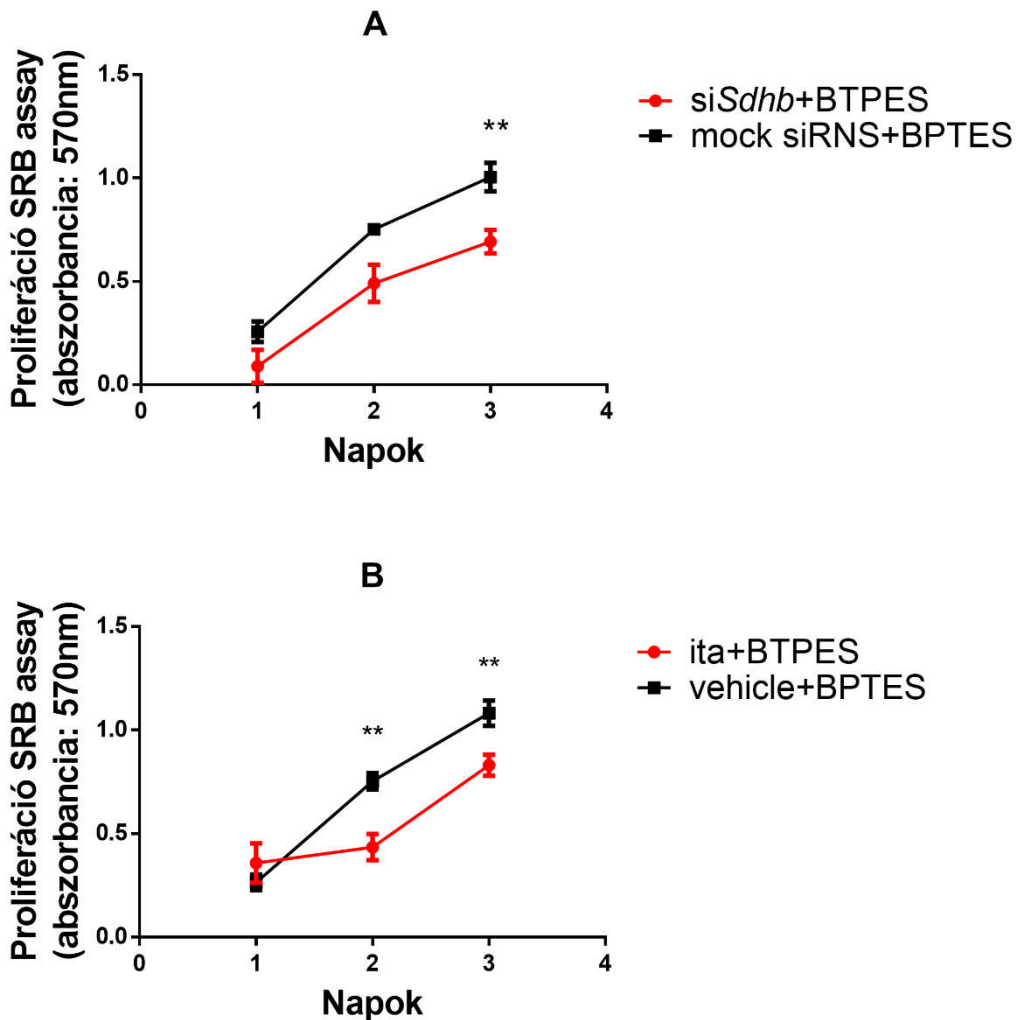 A
Proliferáció SRB assay
(abszorbancia: 570nm)
1.5
1.0
0.5
0.0
**
0 1 2 3 4
Napok
siSdhb+BTPES
mock siRNS+BPTES
B
Proliferáció SRB assay
(abszorbancia: 570nm)
1.5
1.0
0.5
0.0
**
**
0 1 2 3 4
Napok
ita+BTPES
vehicle+BPTES